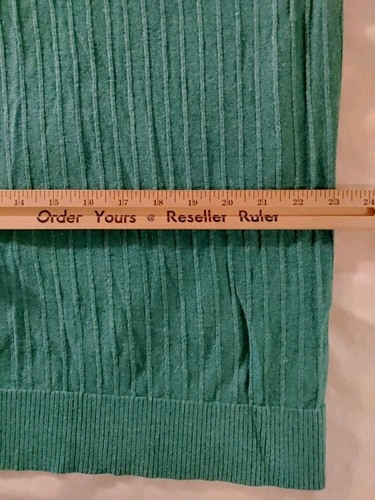 14 15 16 17 18 19 20 21 22 23 24
Order Yours @ Reseller Ruler